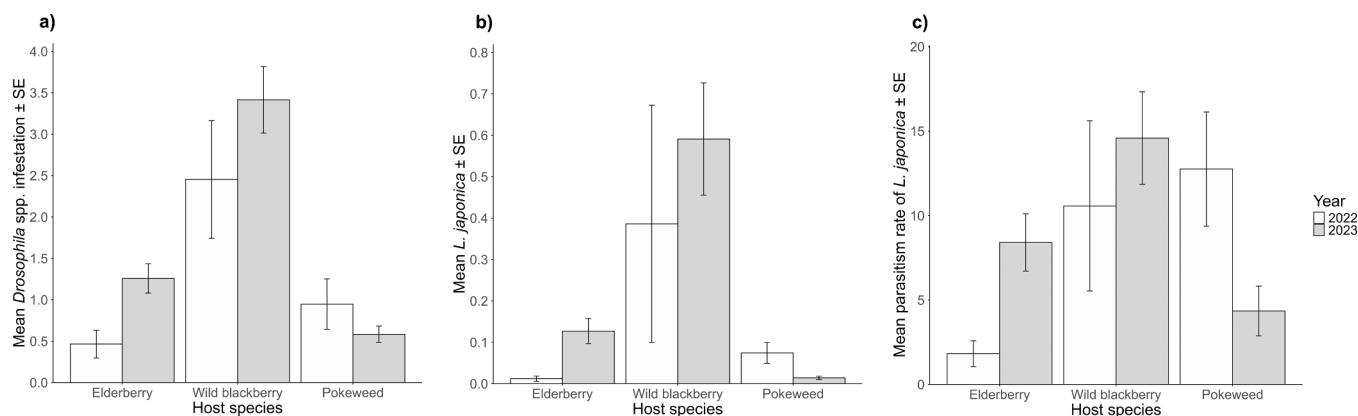 a)
Mean Drosophila spp. infestation ± SE
4.0
3.5
3.0
2.5
2.0
1.5
1.0
0.5
0.0
Elderberry
Wild blackberry
Pokeweed
Host species
b)
Mean L. japonica ± SE
0.8
0.7
0.6
0.5
0.4
0.3
0.2
0.1
0.0
Elderberry
Wild blackberry
Pokeweed
Host species
c)
Mean parasitism rate of L. japonica ± SE
20
15
10
5
0
Elderberry
Wild blackberry
Pokeweed
Host species
Year
2022
2023